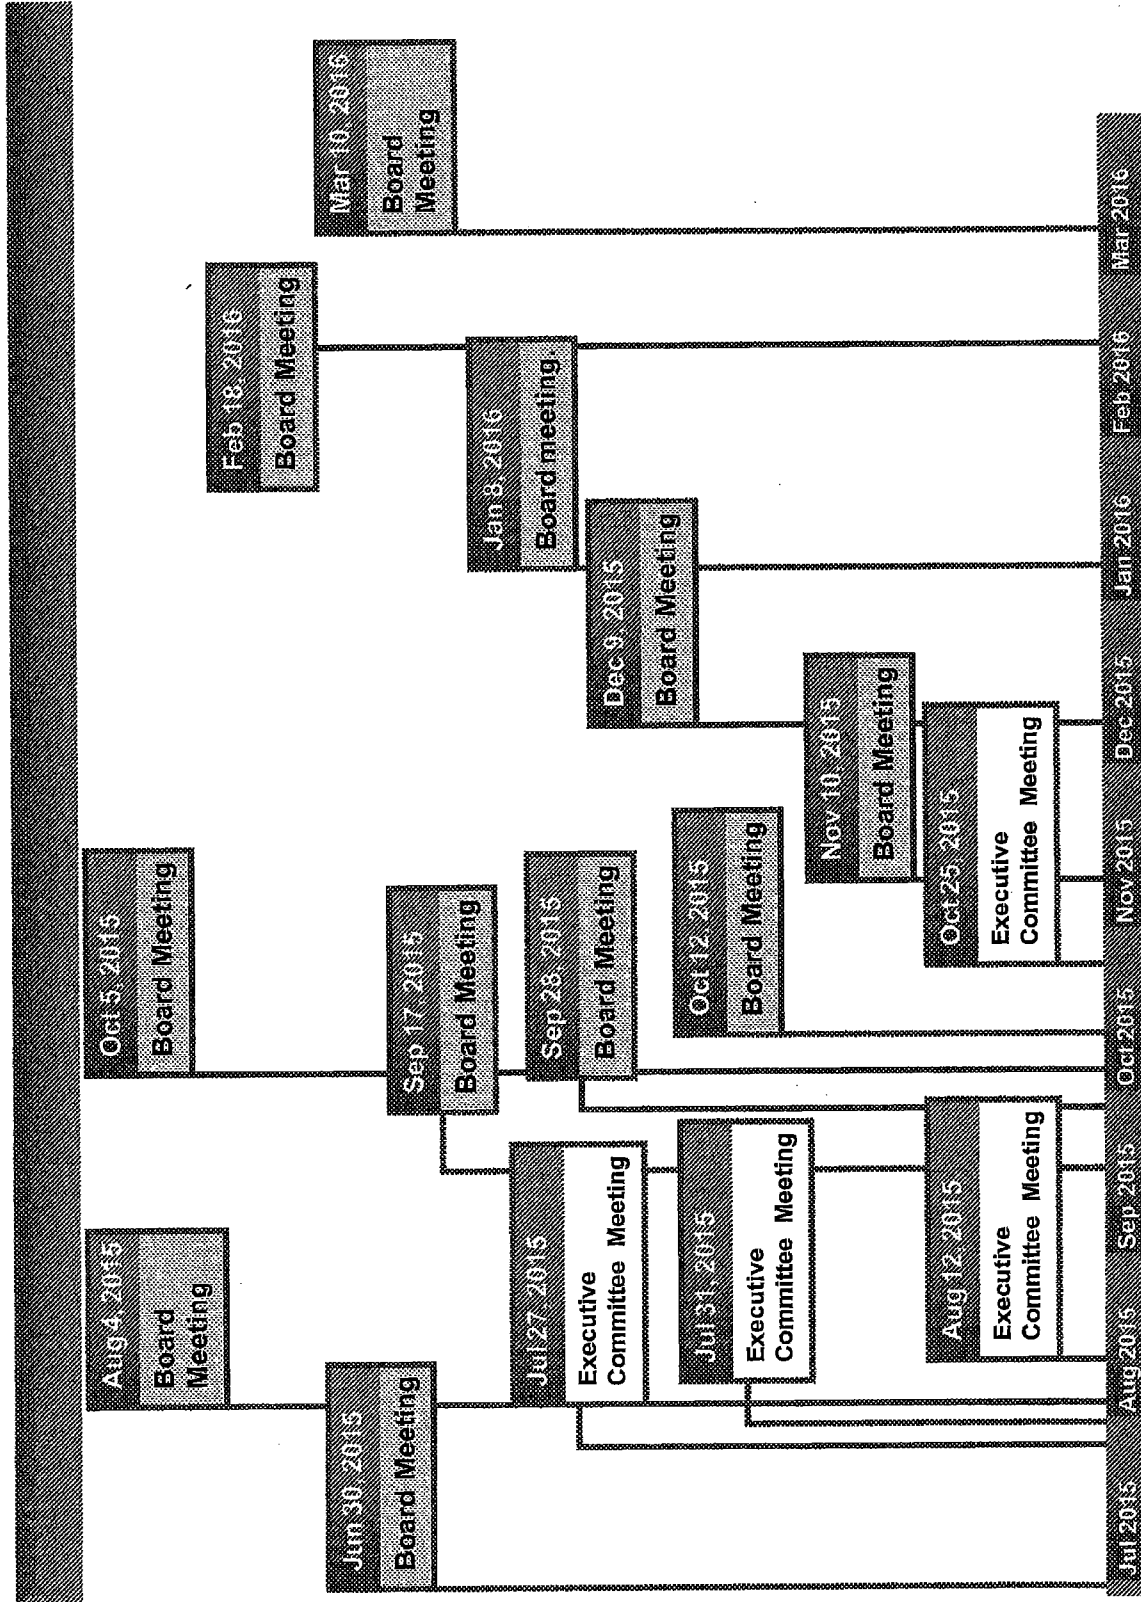 Aug 4, 2015
Board
Meeting
Oct 5, 2015
Board Meeting
Feb 18, 2016
Board Meeting
Mar 10, 2016
Board
Meeting
Jun 30, 2015
Board Meeting
Sep 17, 2015
Board Meeting
Jan 8, 2016
Board meeting.
Jul 27, 2015
Executive
Committee Meeting
Sep 28, 2015
Board Meeting
Dec 9, 2015
Board Meeting
Oct 12, 2015
Board Meeting
Jul 31, 2015
Executive
Committee Meeting
Nov 10, 2015
Board Meeting
Aug 12, 2015
Executive
Committee Meeting
Oct 25, 2015
Executive
Committee Meeting
Jul 2015 Aug 2015 Sep 2015 Oct 2015 Nov 2015 Dec 2015 Jan 2016 Feb 2016 Mar 2016